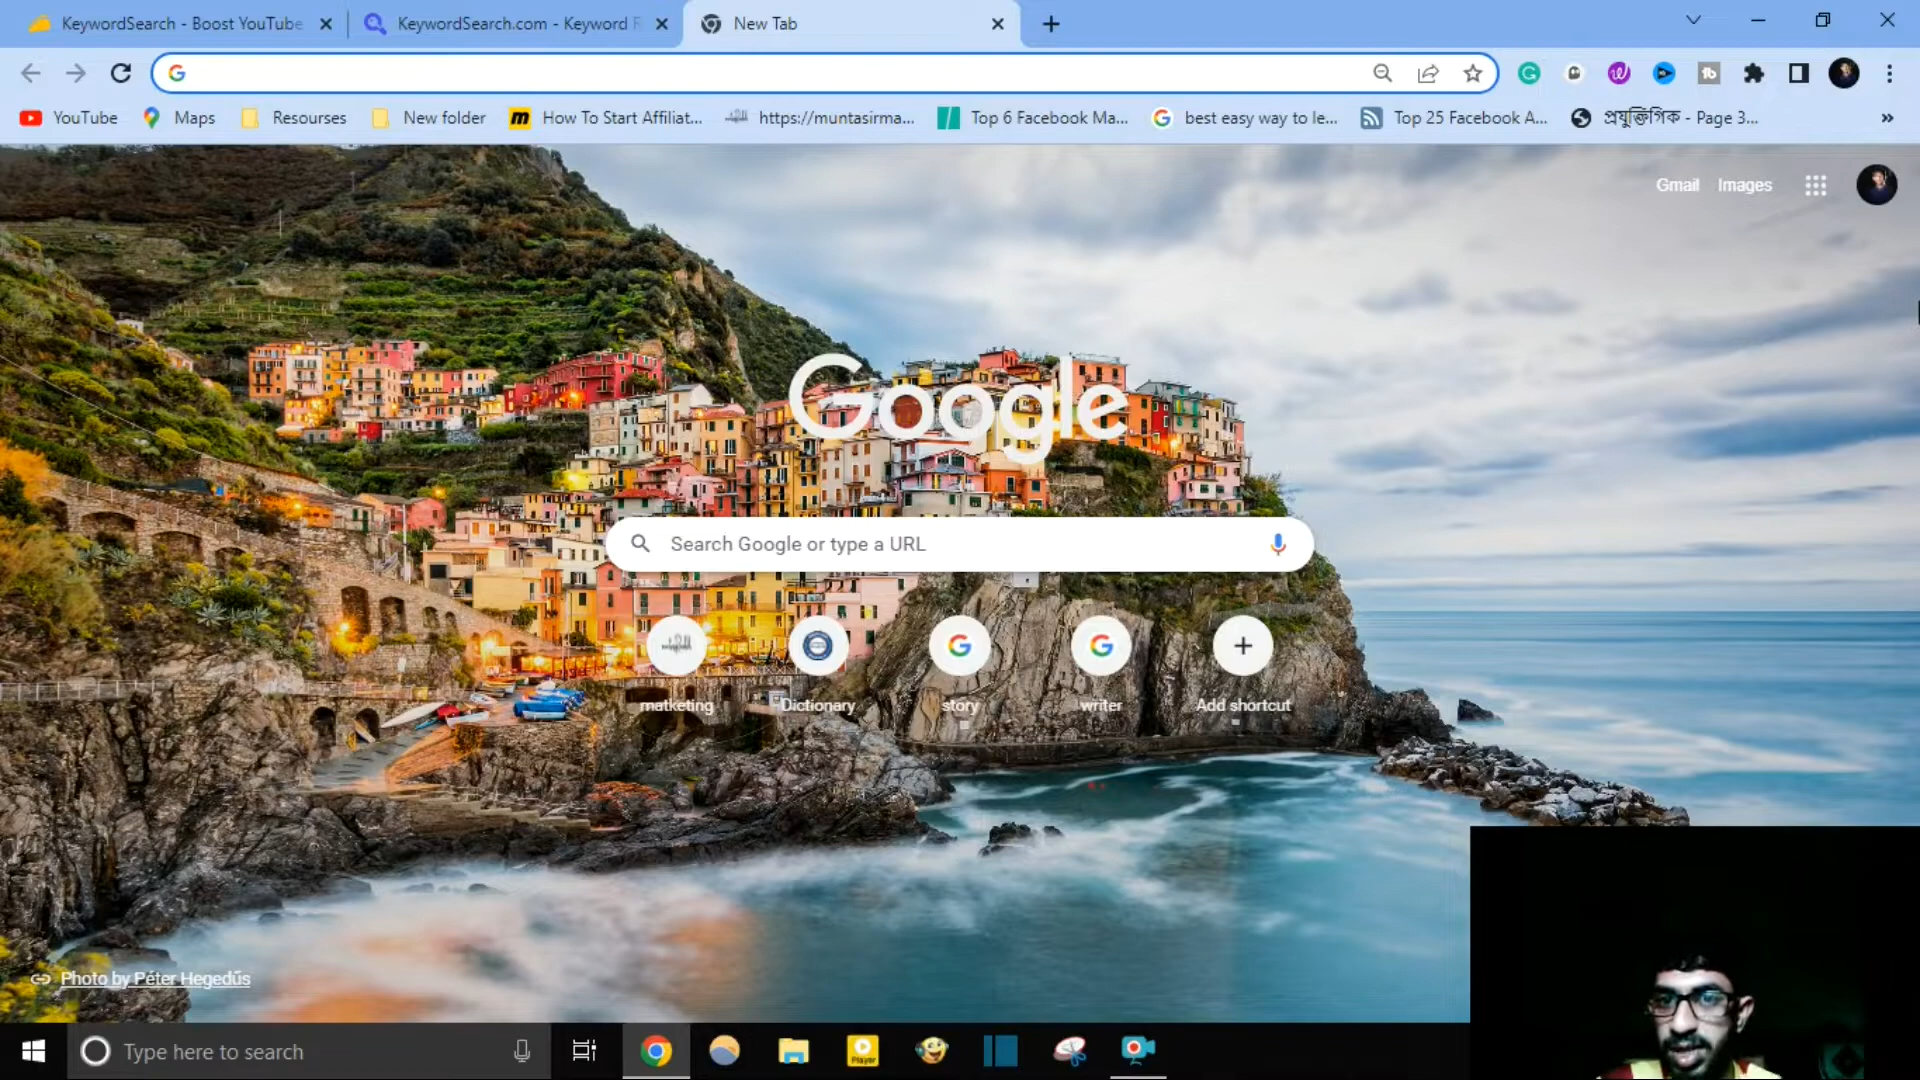 KeywordSearch - Boost YouTube
KeywordSearch.com - Keyword R
New Tab
YouTube
Maps
Resourses
New folder
How To Start Affiliat...
https://muntasirma...
Top 6 Facebook Ma...
best easy way to le...
Top 25 Facebook A...
প্রযুক্তিগিক - Page 3...
»
Gmail
Images
Google
Search Google or type a URL
matketing
Dictionary
story
writer
Add shortcut
Photo by Péter Hegedűs
Type here to search
Player